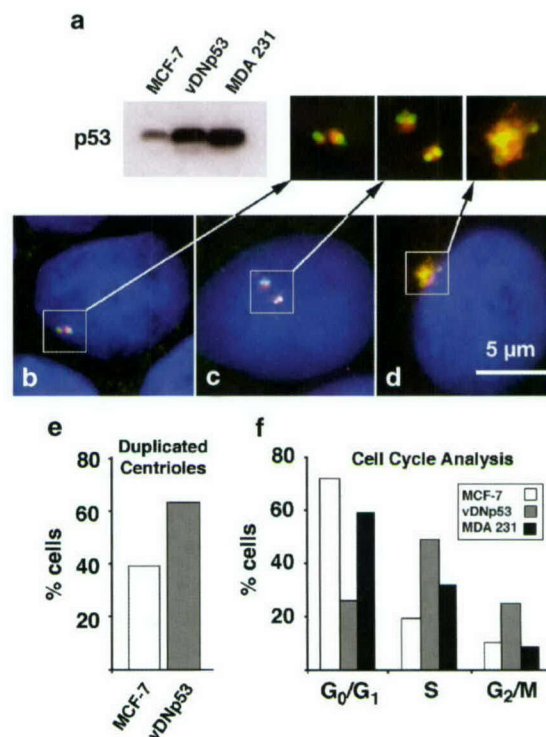 a
MCF-7
vDNp53
MDA 231
p53
b
c
d
5 µm
e
Duplicated
Centrioles
80
60
40
20
% cells
MCF-7
vDNp53
f
Cell Cycle Analysis
80
60
40
20
% cells
MCF-7
vDNp53
MDA 231
G₀/G₁ S G₂/M